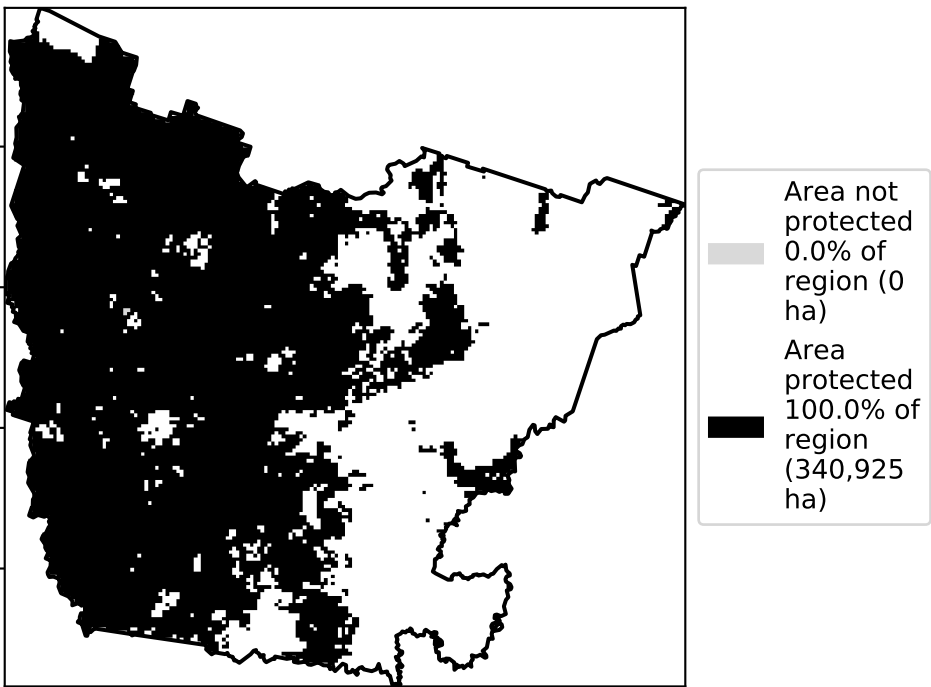 Area not
protected
0.0% of
region (0
ha)
Area
protected
100.0% of
region
(340,925
ha)